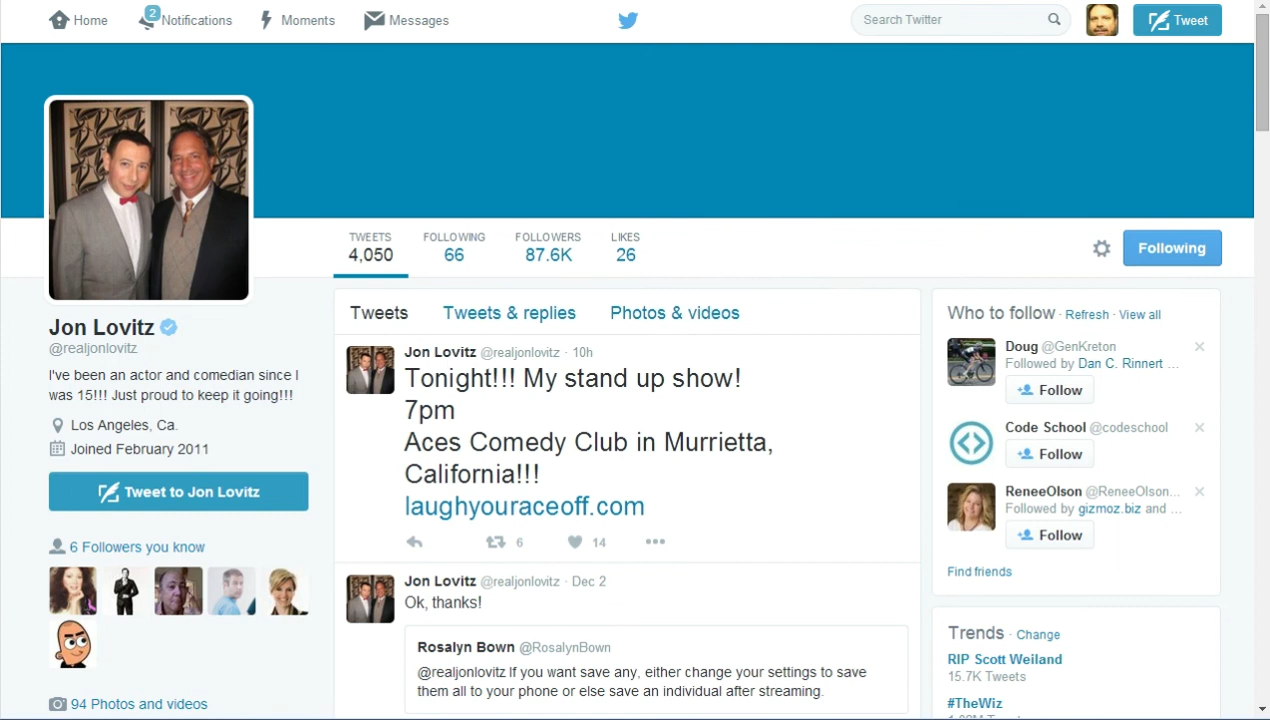 Home
2
Notifications
Moments
Messages
Search Twitter
Tweet
TWEETS
4,050
FOLLOWING
66
FOLLOWERS
87.6K
LIKES
26
Following
Jon Lovitz
@realjonlovitz
I've been an actor and comedian since I
was 15!!! Just proud to keep it going!!!
Los Angeles, Ca.
Joined February 2011
Tweet to Jon Lovitz
6 Followers you know
94 Photos and videos
Tweets
Tweets & replies
Photos & videos
Jon Lovitz @realjonlovitz · 10h
Tonight!!! My stand up show!
7pm
Aces Comedy Club in Murrietta,
California!!!
laughyouraceoff.com
6
14
Jon Lovitz @realjonlovitz · Dec 2
Ok, thanks!
Rosalyn Bown @RosalynBown
@realjonlovitz If you want save any, either change your settings to save
them all to your phone or else save an individual after streaming.
Who to follow · Refresh · View all
Doug @GenKreton
Followed by Dan C. Rinnert ...
Follow
Code School @codeschool
Follow
ReneeOlson @ReneeOlson...
Followed by gizmoz.biz and ...
Follow
Find friends
Trends · Change
RIP Scott Weiland
15.7K Tweets
#TheWiz